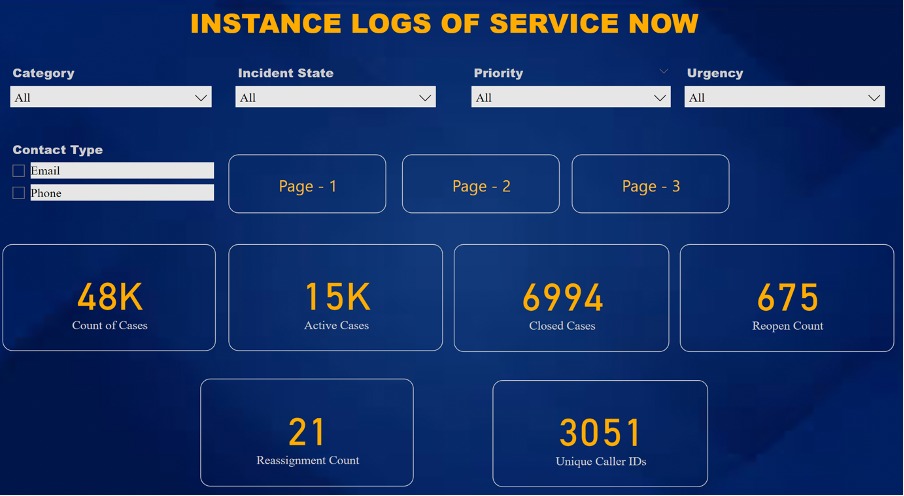 INSTANCE LOGS OF SERVICE NOW
Category
Incident State
Priority
Urgency
All
All
All
All
Contact Type
Email
Phone
Page - 1
Page - 2
Page - 3
48K
Count of Cases
15K
Active Cases
6994
Closed Cases
675
Reopen Count
21
Reassignment Count
3051
Unique Caller IDs